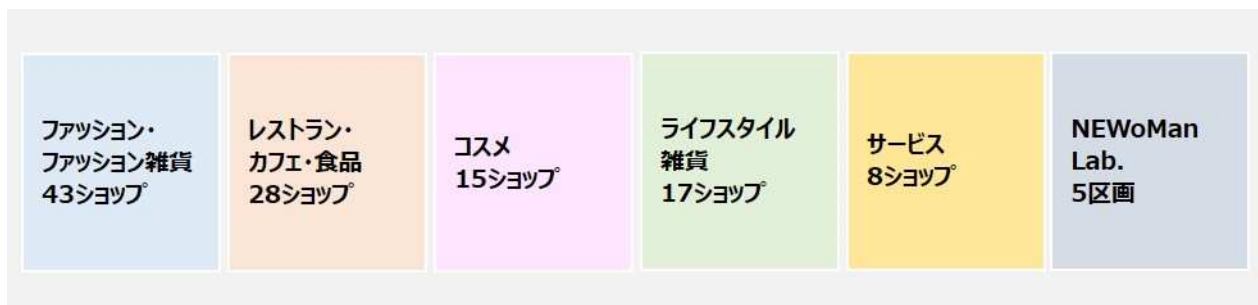 ファッション・
ファッション雑貨
43ショップ
レストラン・
カフェ・食品
28ショップ
コスメ
15ショップ
ライフスタイル
雑貨
17ショップ
サービス
8ショップ
NEWoMan
Lab.
5区画